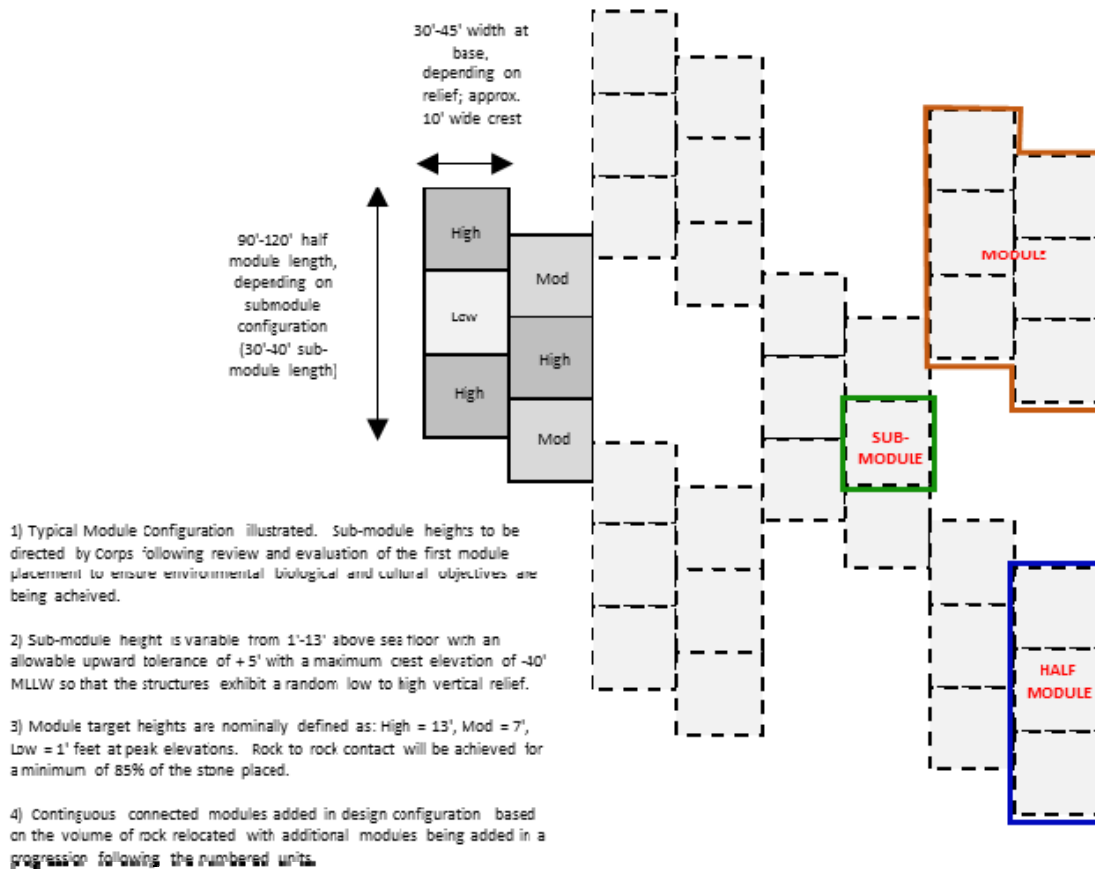 30'-45' width at
base,
depending on
relief; approx.
10' wide crest
90'-120' half
module length,
depending on
submodule
configuration
(30'-40' sub-
module length)
High
Low
High
Mod
High
Mod
MODULE
SUB-
MODULE
HALF
MODULE
1) Typical Module Configuration illustrated. Sub-module heights to be
directed by Corps following review and evaluation of the first module
placement to ensure environmental biological and cultural objectives are
being acheived.
2) Sub-module height is variable from 1'-13' above sea floor with an
allowable upward tolerance of + 5' with a maximum crest elevation of -40'
MLLW so that the structures exhibit a random low to high vertical relief.
3) Module target heights are nominally defined as: High = 13', Mod = 7',
Low = 1' feet at peak elevations. Rock to rock contact will be achieved for
a minimum of 85% of the stone placed.
4) Continguous connected modules added in design configuration based
on the volume of rock relocated with additional modules being added in a
progression following the numbered units.